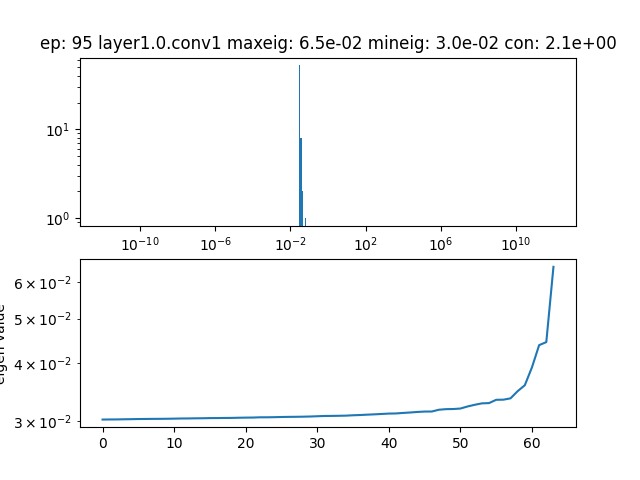 ep: 95 layer1.0.conv1 maxeig: 6.5e-02 mineig: 3.0e-02 con: 2.1e+00
10¹
10⁰
10⁻¹⁰ 10⁻⁶ 10⁻² 10² 10⁶ 10¹⁰
6 × 10⁻²
5 × 10⁻²
4 × 10⁻²
3 × 10⁻²
eigen value
0 10 20 30 40 50 60